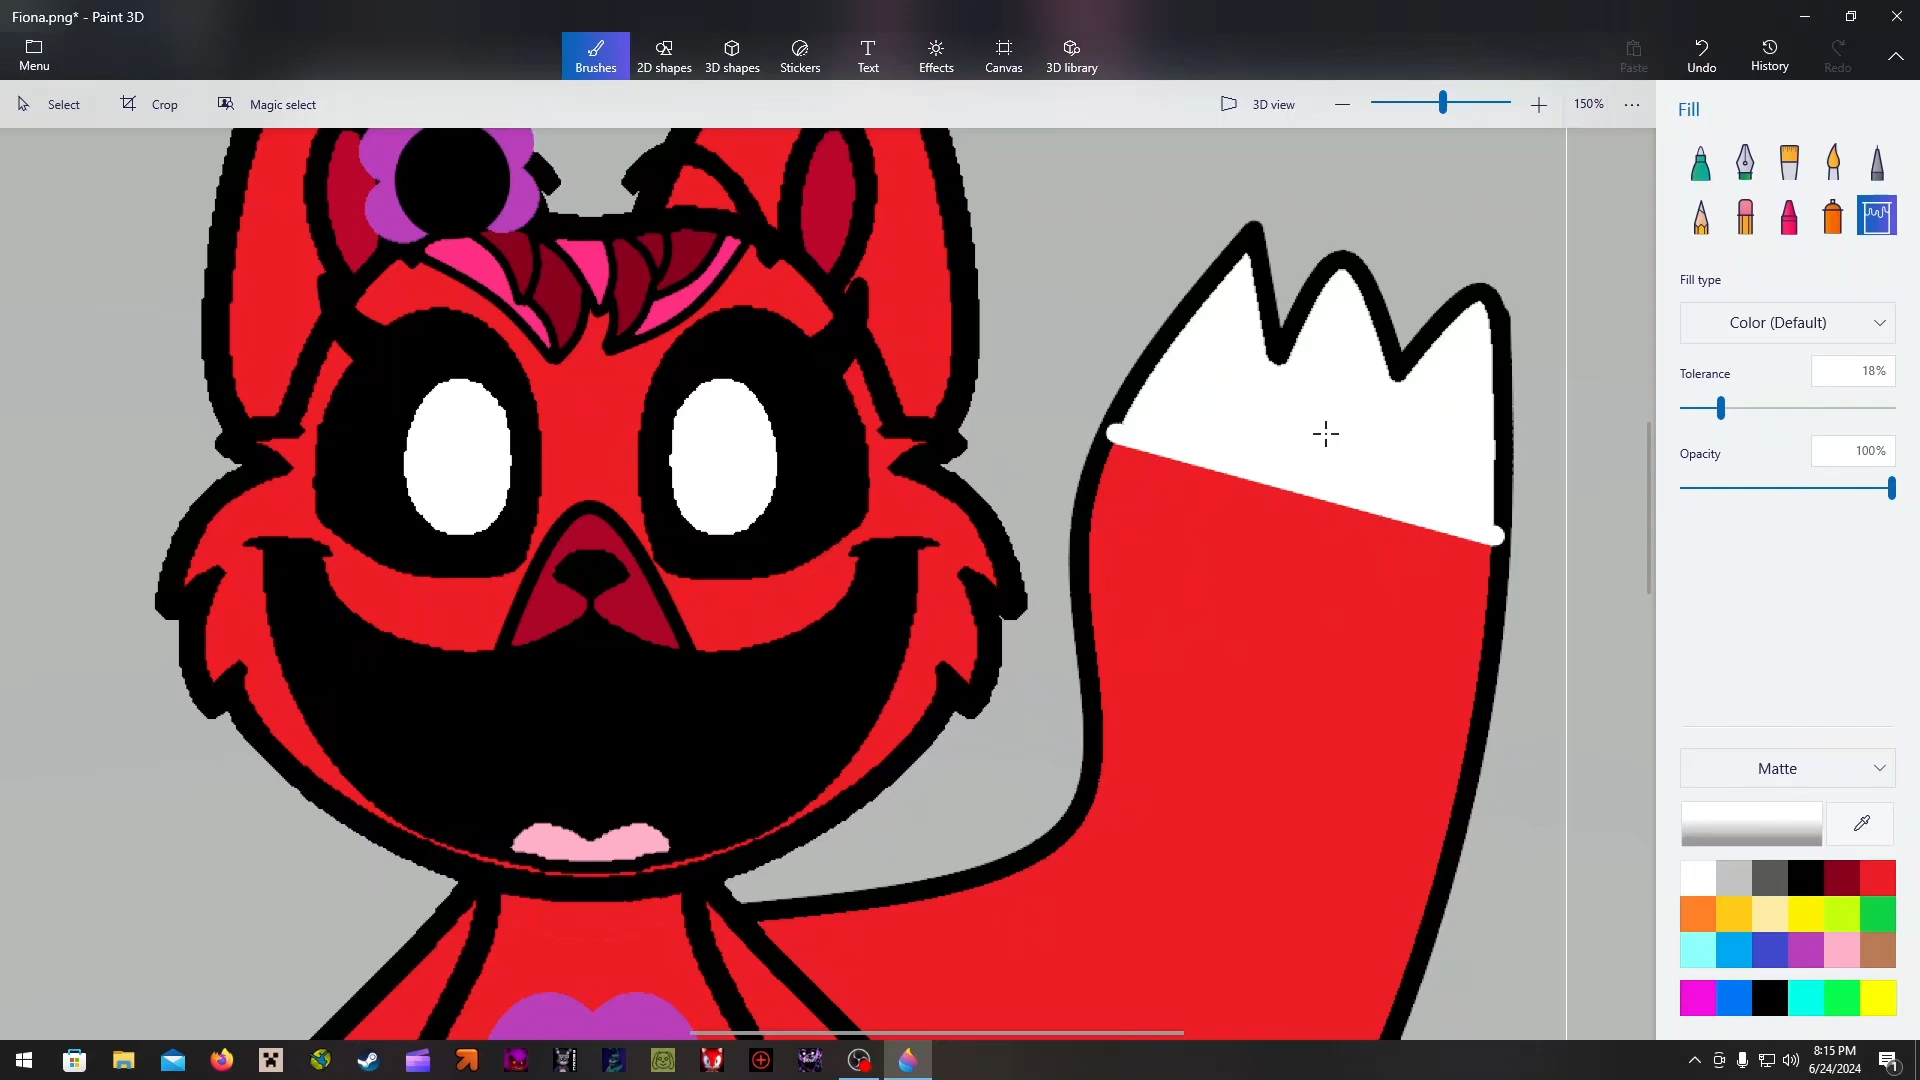 Fiona.png* - Paint 3D
Menu
Brushes
2D shapes
3D shapes
Stickers
Text
Effects
Canvas
3D library
Paste
Undo
History
Redo
Select
Crop
Magic select
3D view
150%
Fill
Fill type
Color (Default)
Tolerance
18%
Opacity
100%
Matte
8:15 PM
6/24/2024
1